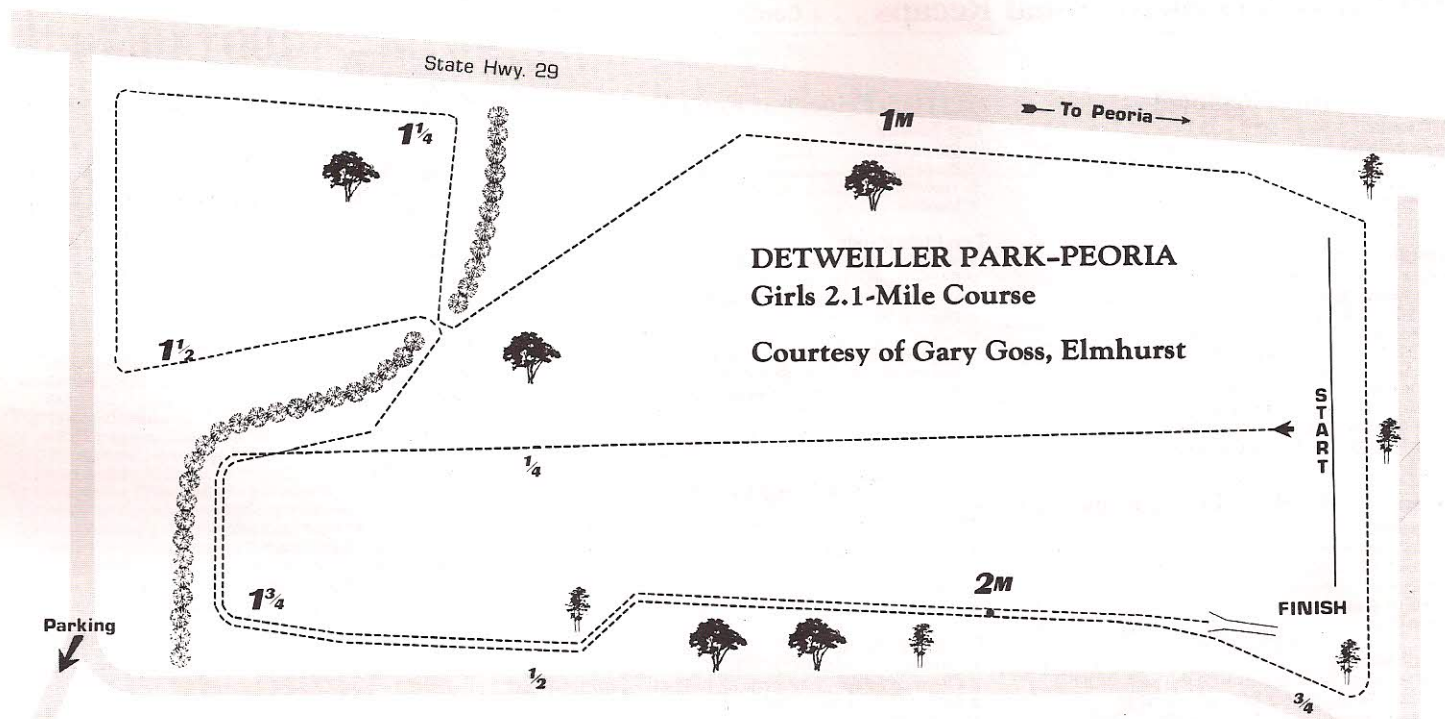 State Hwy. 29
To Peoria
1M
1¼
DETWEILLER PARK-PEORIA
Girls 2.1-Mile Course
Courtesy of Gary Goss, Elmhurst
1½
START
¼
1¾
2M
FINISH
Parking
½
¾